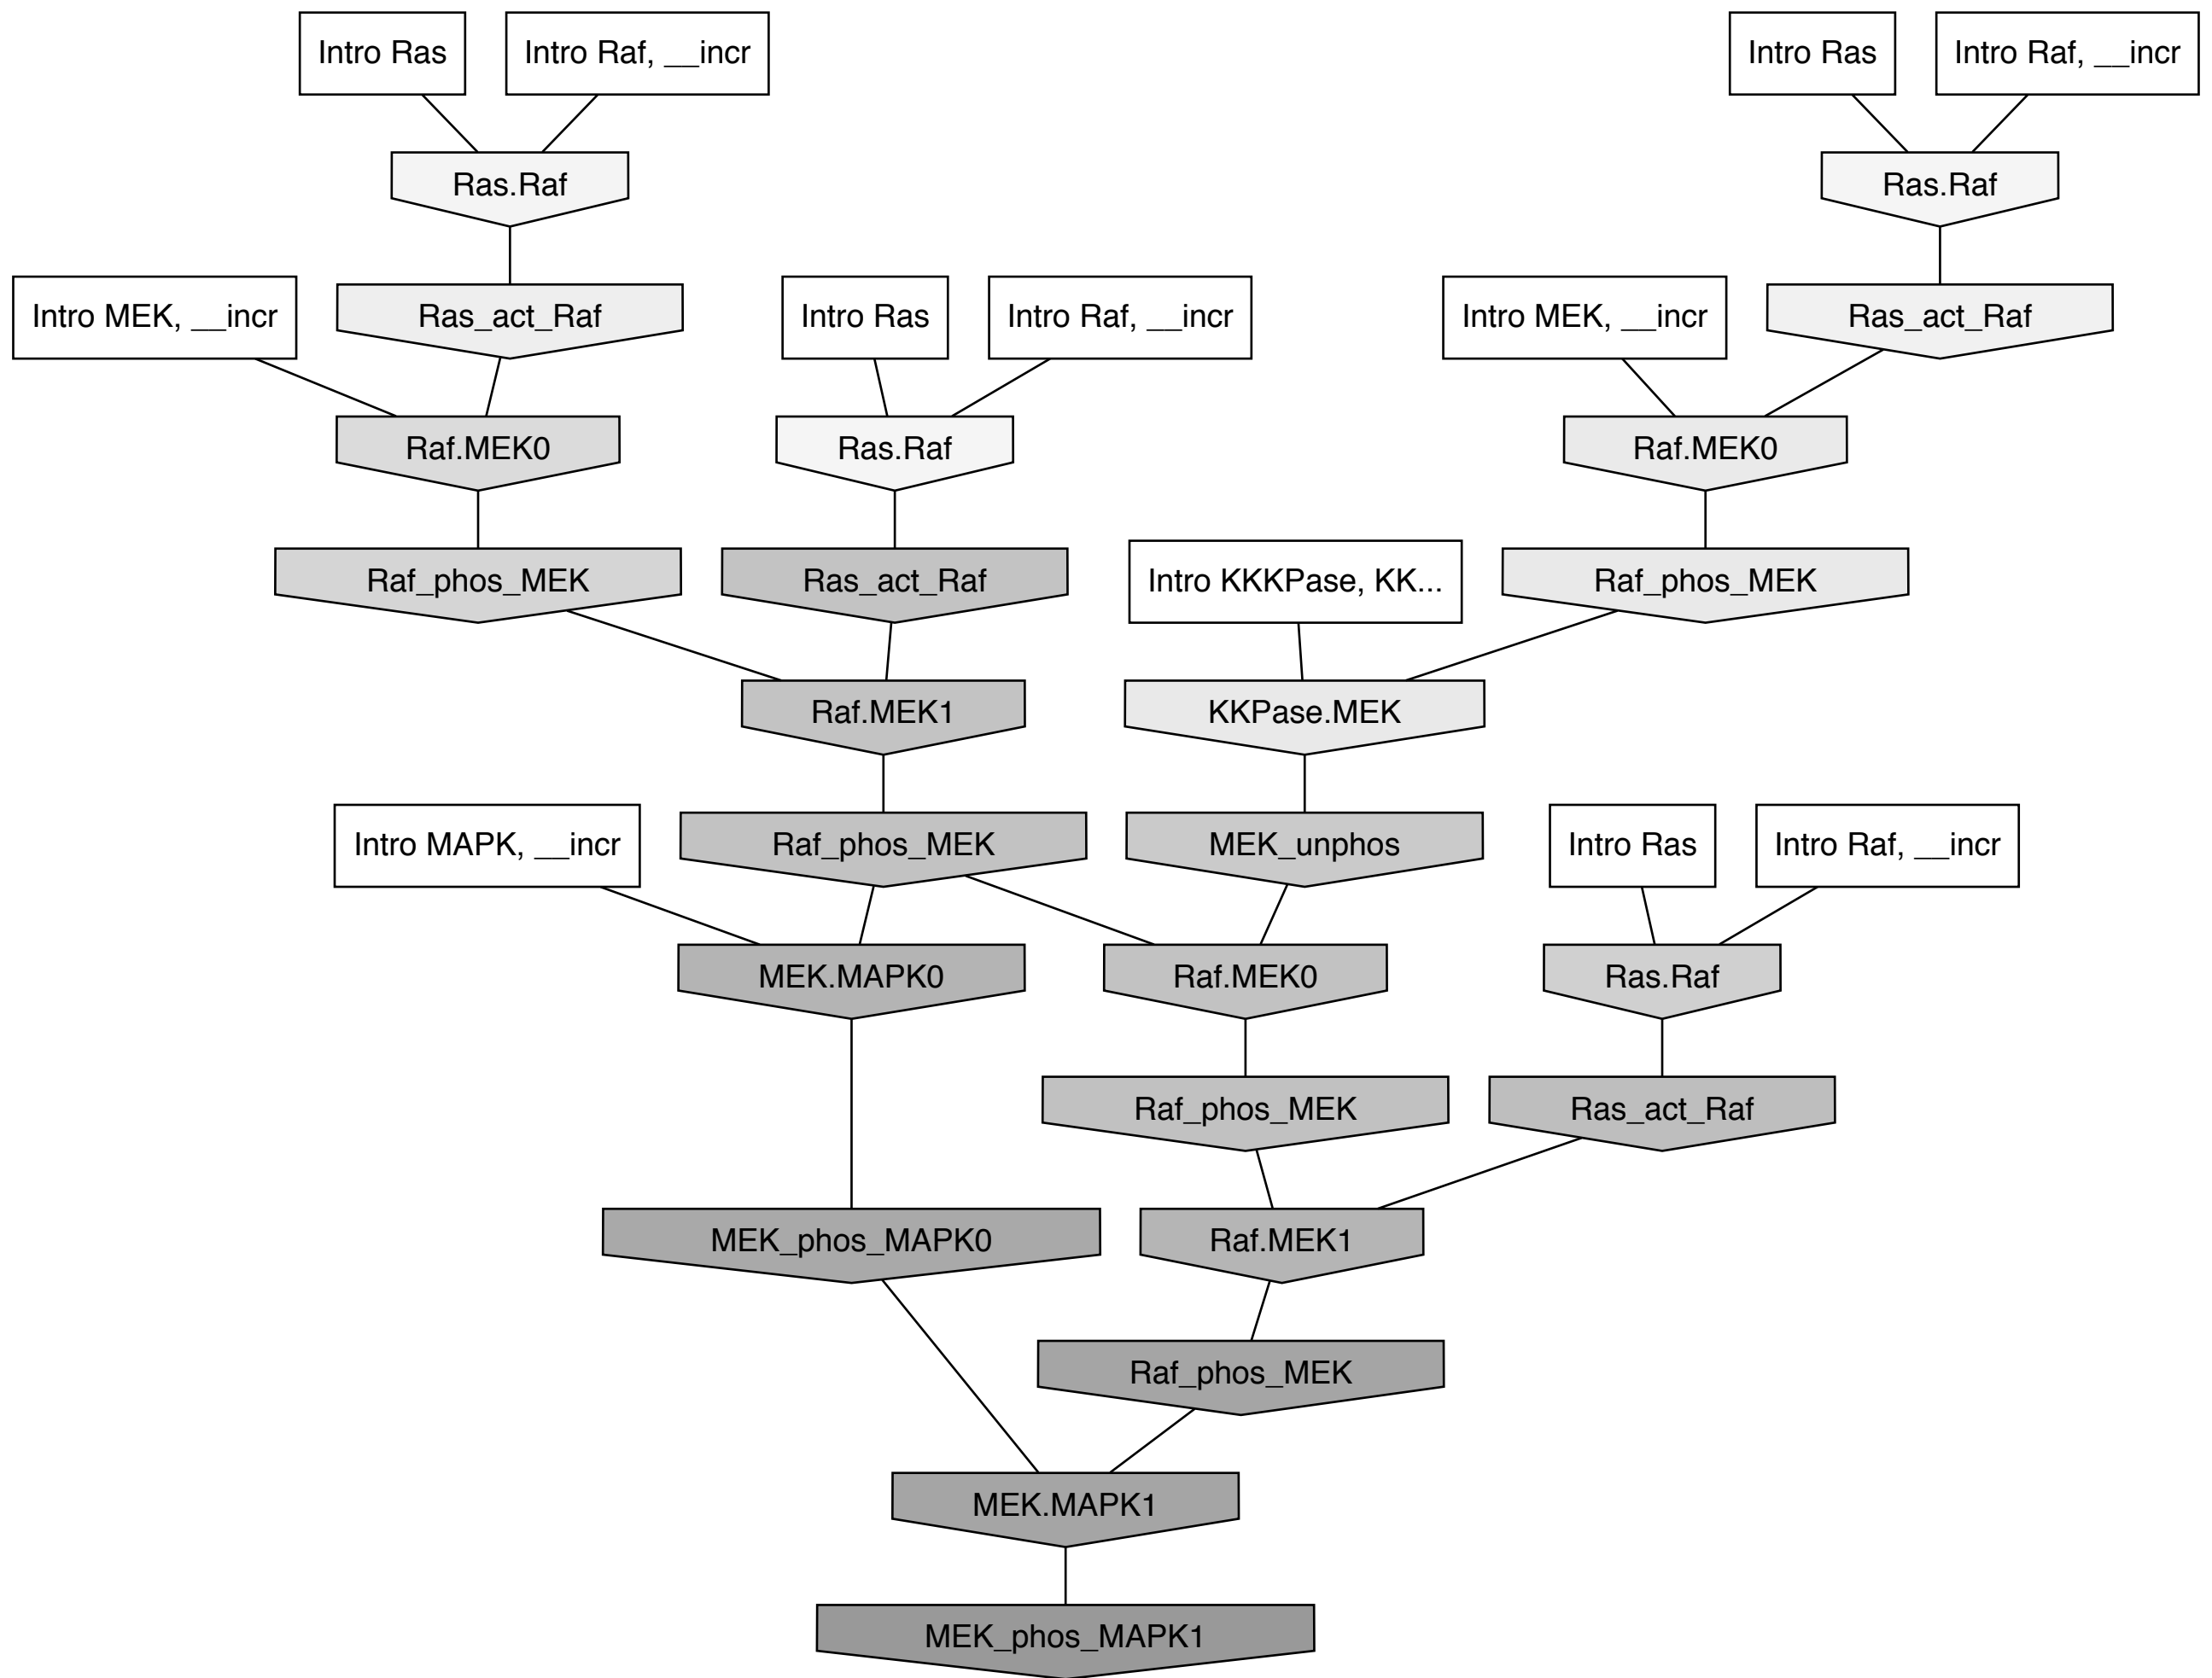 Intro Ras
Intro Raf, __incr
Intro Ras
Intro Raf, __incr
Ras.Raf
Ras.Raf
Intro MEK, __incr
Ras_act_Raf
Intro Ras
Intro Raf, __incr
Intro MEK, __incr
Ras_act_Raf
Raf.MEK0
Ras.Raf
Raf.MEK0
Raf_phos_MEK
Ras_act_Raf
Intro KKKPase, KK...
Raf_phos_MEK
Raf.MEK1
KKPase.MEK
Intro MAPK, __incr
Raf_phos_MEK
MEK_unphos
Intro Ras
Intro Raf, __incr
MEK.MAPK0
Raf.MEK0
Ras.Raf
Raf_phos_MEK
Ras_act_Raf
MEK_phos_MAPK0
Raf.MEK1
Raf_phos_MEK
MEK.MAPK1
MEK_phos_MAPK1